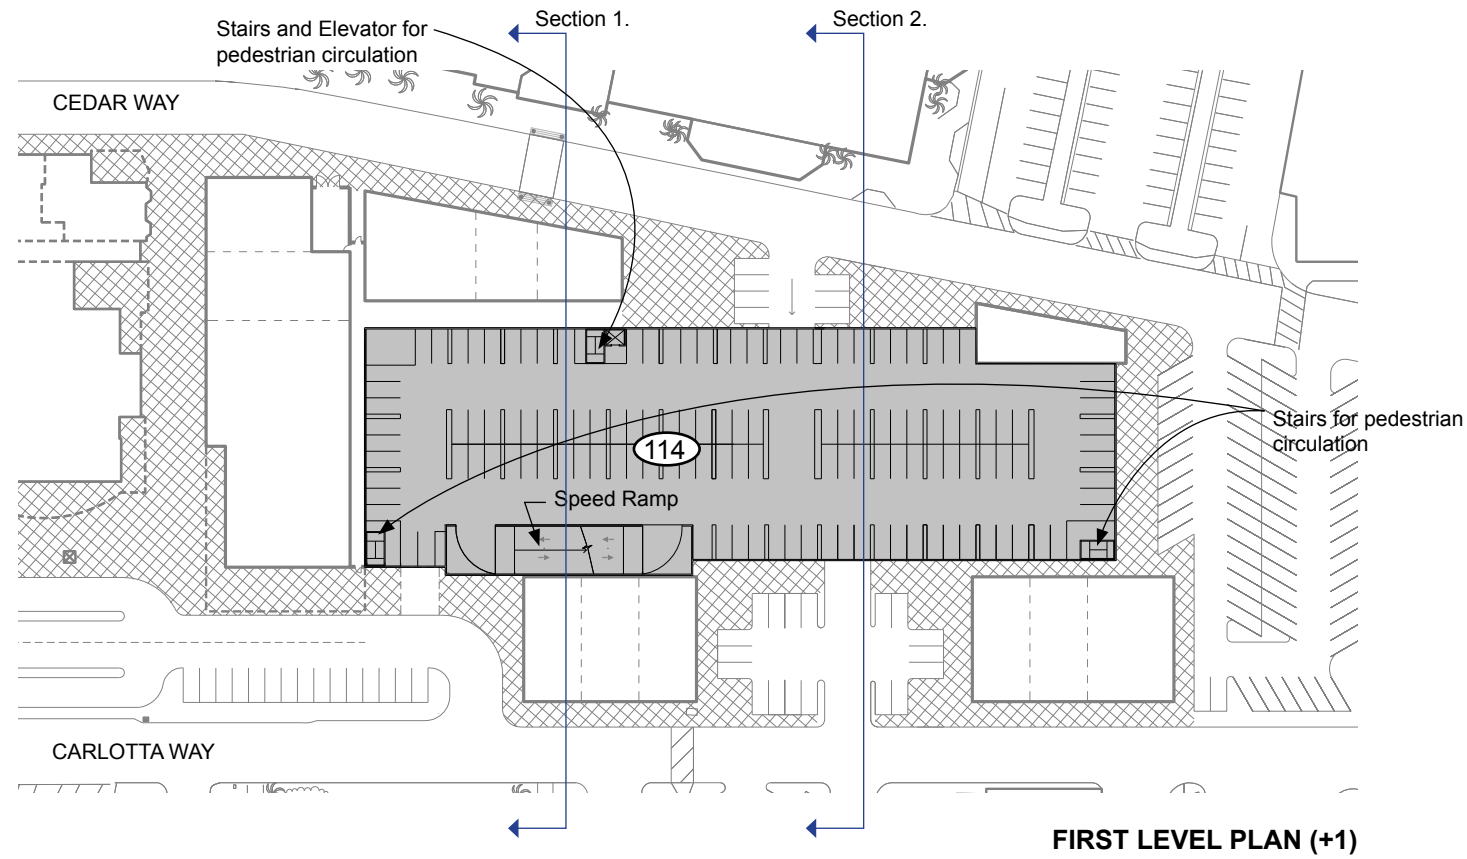 Section 1.
Section 2.
Stairs and Elevator for
pedestrian circulation
CEDAR WAY
Stairs for pedestrian
circulation
114
Speed Ramp
CARLOTTA WAY
FIRST LEVEL PLAN (+1)